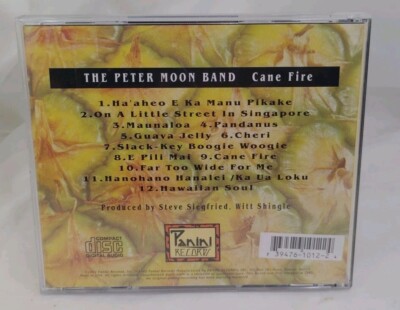 THE PETER MOON BAND Cane Fire
1.Ha'aheo E Ka Manu Pikake
2.On A Little Street In Singapore
3.Maunaloa 4.Pandanus
5.Guava Jelly 6.Cheri
7.Slack-Key Boogie Woogie
8.E Pili Mai 9.Cane Fire
10.Far Too Wide For Me
11.Hanohano Hanalei /Ka Ua Loku
12.Hawaiian Soul
Produced by Steve Siegfried, Witt Shingle
COMPACT
disc
DIGITAL AUDIO
Panini
RECORDS
39476-1012-2